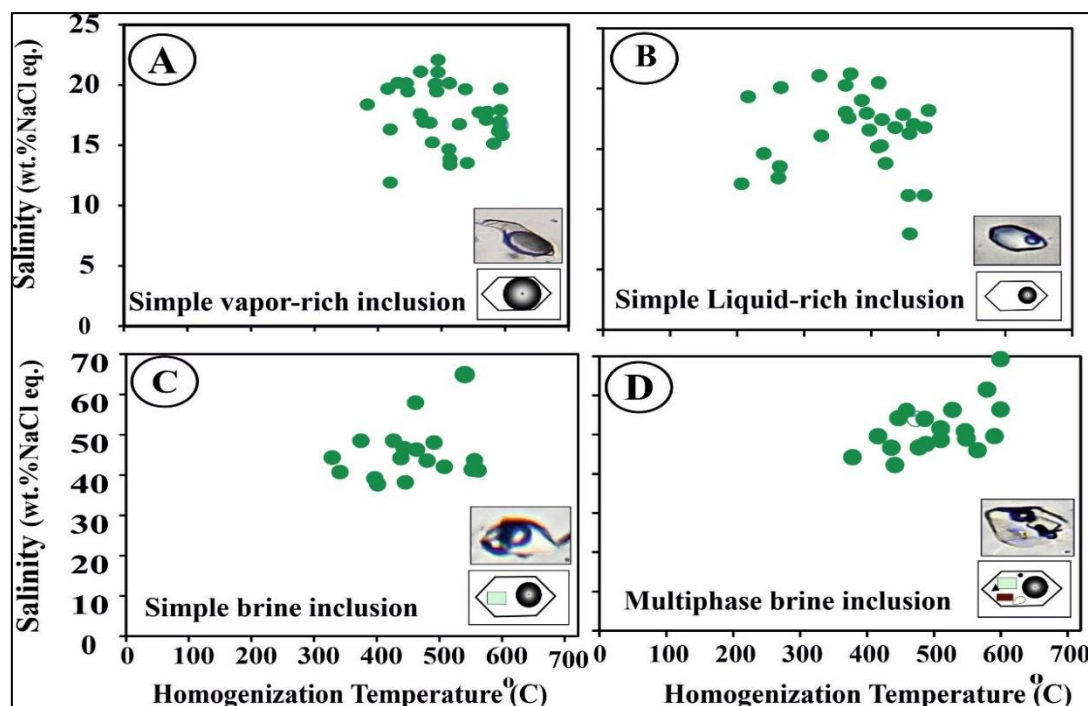 Salinity (wt.%NaCl eq.)
25
20
15
10
5
0
A
Simple vapor-rich inclusion
B
Simple Liquid-rich inclusion
Salinity (wt.%NaCl eq.)
70
60
50
40
30
20
10
0
C
Simple brine inclusion
D
Multiphase brine inclusion
0 100 200 300 400 500 600 700
0 100 200 300 400 500 600 700
Homogenization Temperature o(C)
Homogenization Temperature o(C)